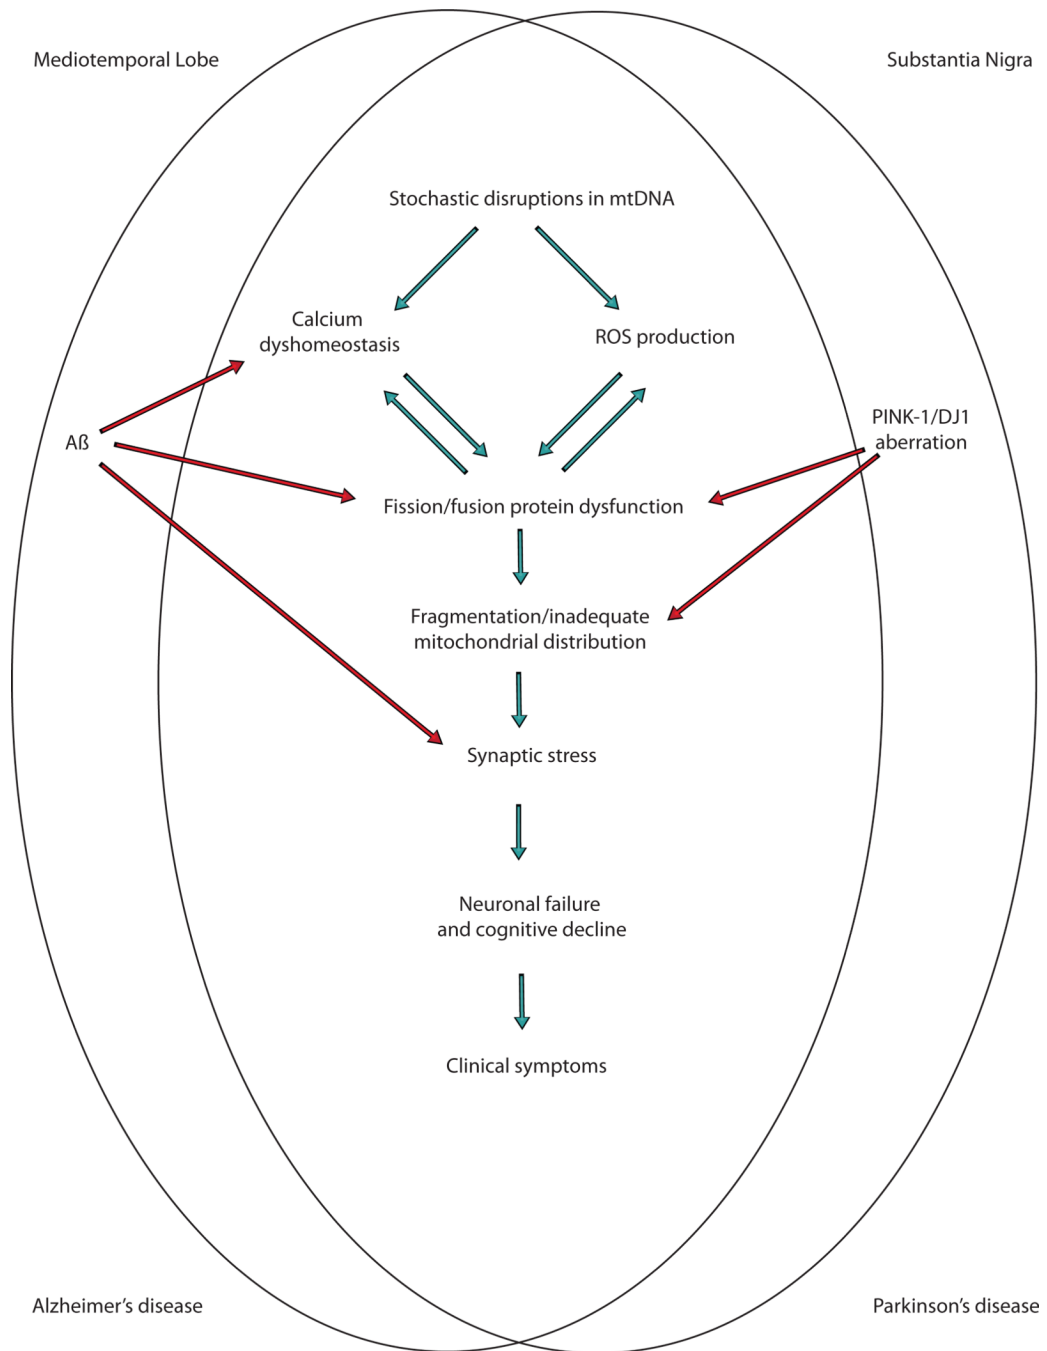 Mediotemporal Lobe
Substantia Nigra
Stochastic disruptions in mtDNA
Calcium
dyshomeostasis
ROS production
Aß
PINK-1/DJ1
aberration
Fission/fusion protein dysfunction
Fragmentation/inadequate
mitochondrial distribution
Synaptic stress
Neuronal failure
and cognitive decline
Clinical symptoms
Alzheimer’s disease
Parkinson’s disease